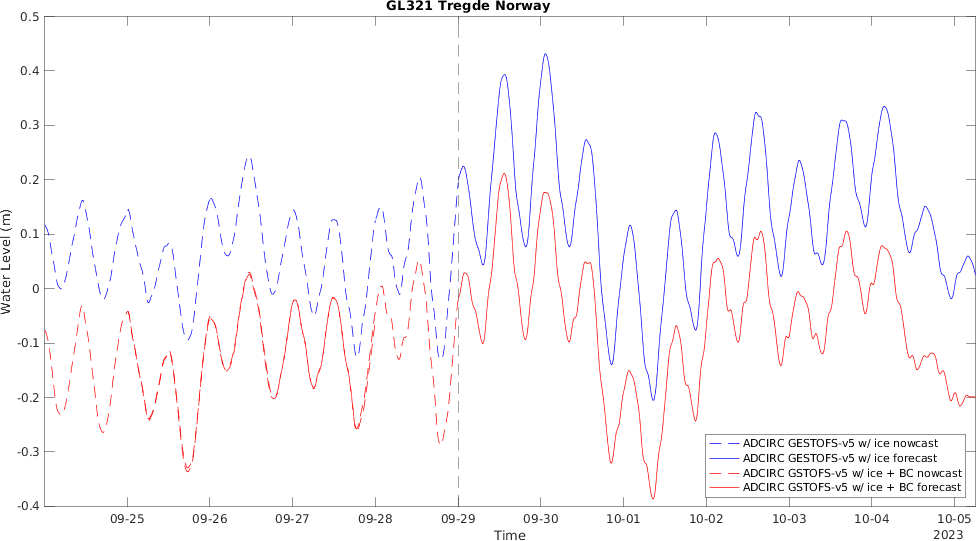 GL321 Tregde Norway
0.5
0.4
0.3
0.2
0.1
0
-0.1
-0.2
-0.3
-0.4
Water Level (m)
ADCIRC GESTOFS-v5 w/ ice nowcast
ADCIRC GESTOFS-v5 w/ ice forecast
ADCIRC GSTOFS-v5 w/ ice + BC nowcast
ADCIRC GSTOFS-v5 w/ ice + BC forecast
09-25 09-26 09-27 09-28 09-29 09-30 10-01 10-02 10-03 10-04 10-05
Time
2023